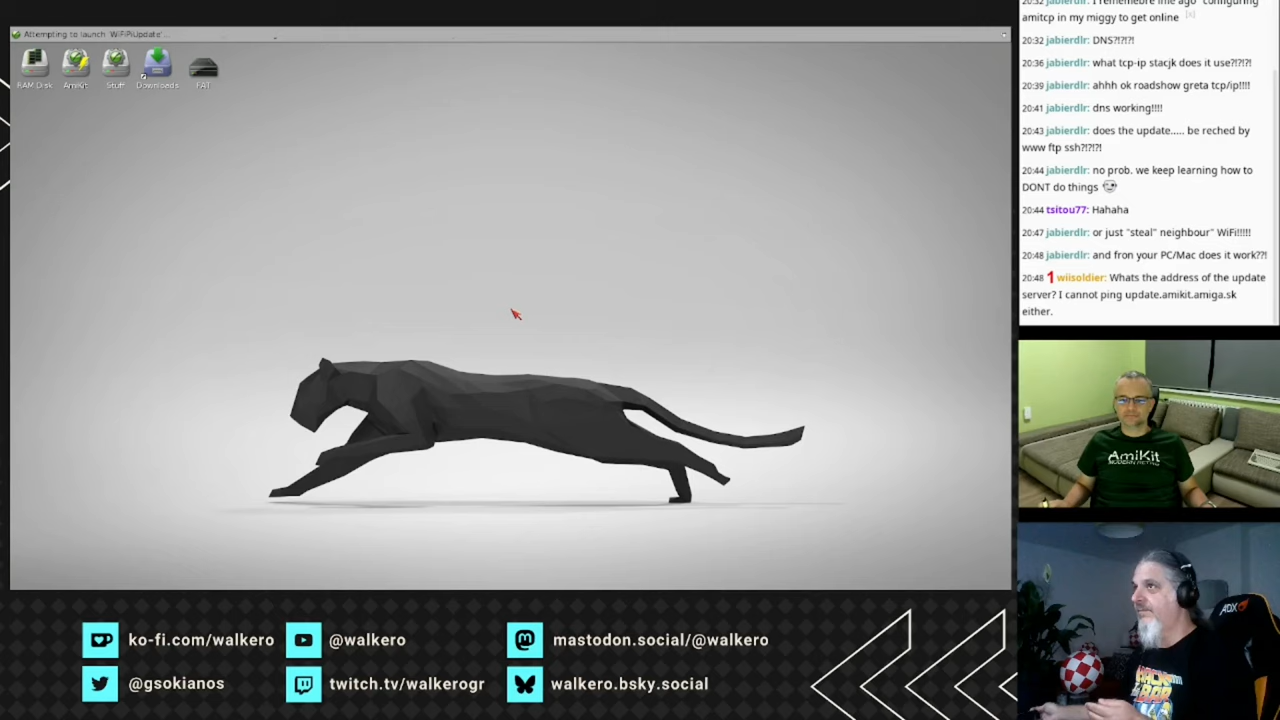 Attempting to launch 'WiFiPiUpdate'...
RAM Disk
AmiKit
Stuff
Downloads
FAT
amitcp in my miggy to get online
20:32 jabierdlr: DNS?!?!?!
20:36 jabierdlr: what tcp-ip stacjk does it use?!?!?!
20:39 jabierdlr: ahhh ok roadshow greta tcp/ip!!!!
20:41 jabierdlr: dns working!!!!
20:43 jabierdlr: does the update..... be reched by
www ftp ssh?!?!?!
20:44 jabierdlr: no prob. we keep learning how to
DONT do things
20:44 tsitou77: Hahaha
20:47 jabierdlr: or just "steal" neighbour" WiFi!!!!!
20:48 jabierdlr: and fron your PC/Mac does it work??!
20:48 1 wiisoldier: Whats the address of the update
server? I cannot ping update.amikit.amiga.sk
either.
AmiKit
MODERN RETRO
ADX
BACK TO THE
ko-fi.com/walkero
@walkero
mastodon.social/@walkero
@gsokianos
twitch.tv/walkerogr
walkero.bsky.social